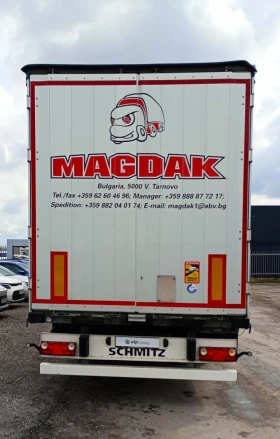 MAGDAK
Bulgaria, 5000 V. Tarnovo
Tel./fax +359 62 60 46 96; Manager: +359 888 87 72 17;
Spedition: +359 882 04 01 74; E-mail: magdak1@abv.bg
SCHMITZ